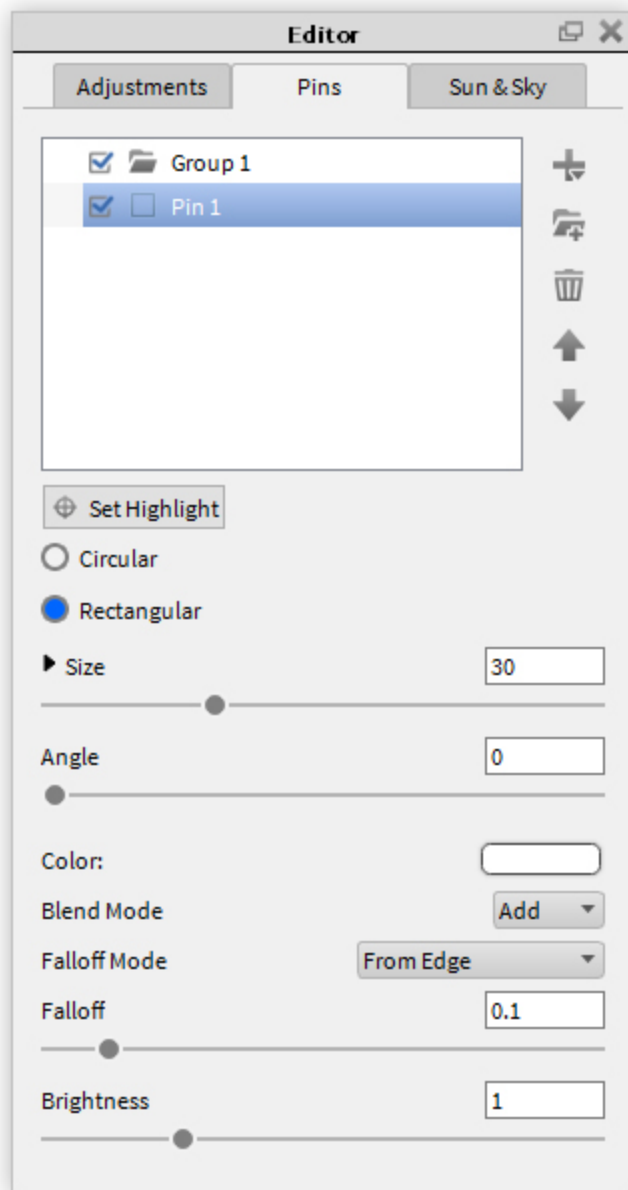 Editor
Adjustments Pins Sun & Sky
Group 1
Pin 1
Set Highlight
Circular
Rectangular
Size 30
Angle 0
Color:
Blend Mode Add
Falloff Mode From Edge
Falloff 0.1
Brightness 1